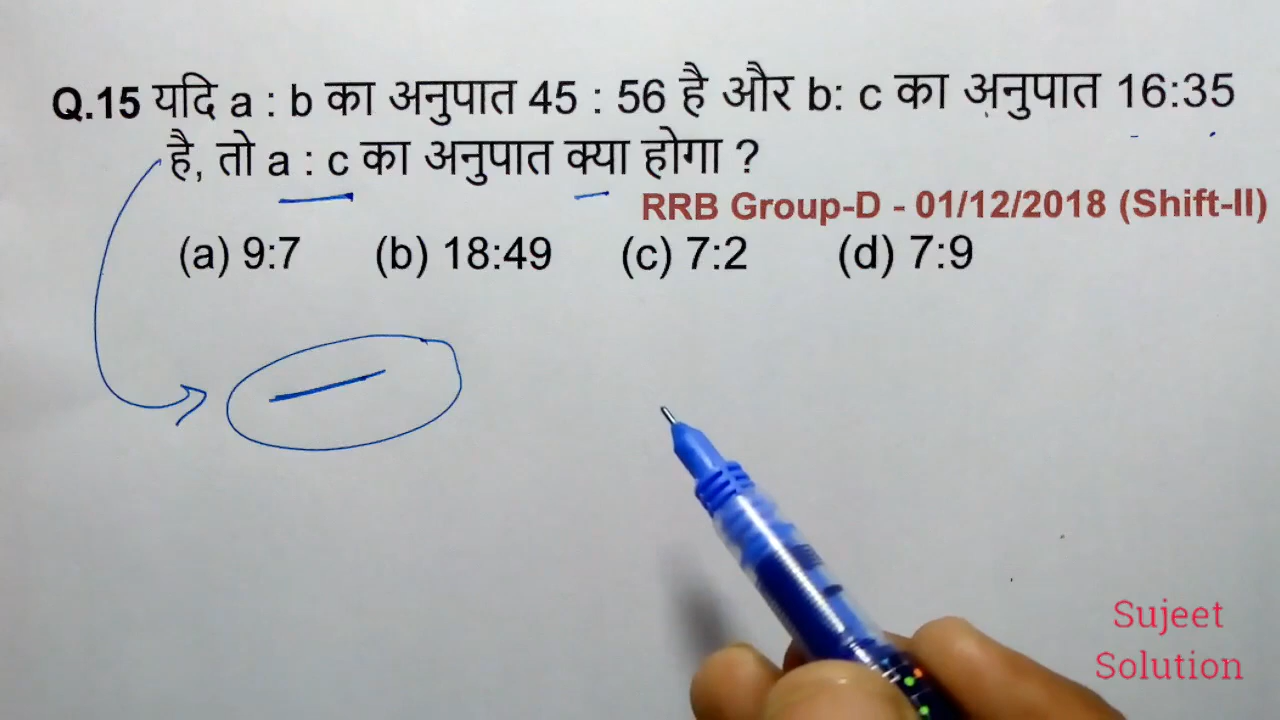 Q.15 यदि a : b का अनुपात 45 : 56 है और b: c का अनुपात 16:35
है, तो a : c का अनुपात क्या होगा ?
RRB Group-D - 01/12/2018 (Shift-II)
(a) 9:7 (b) 18:49 (c) 7:2 (d) 7:9
Sujeet
Solution